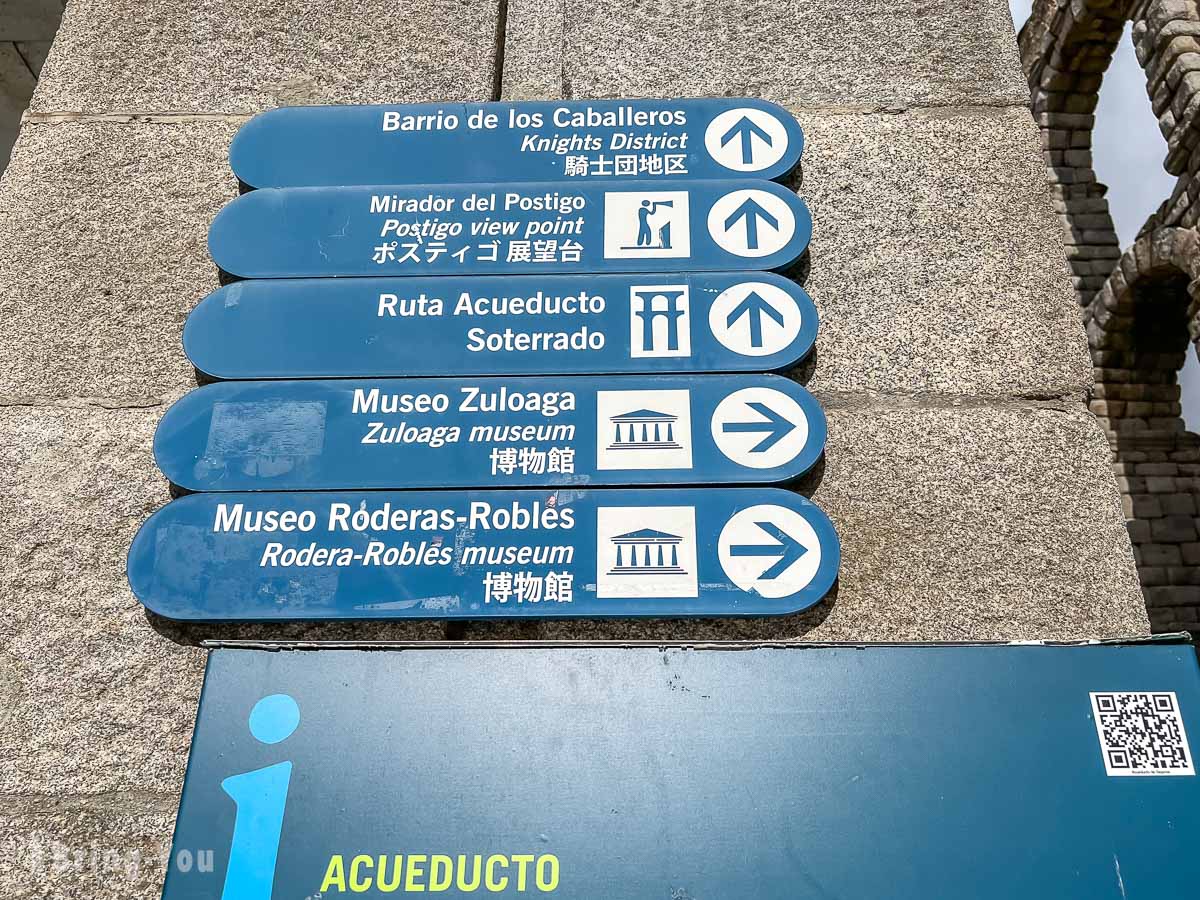 Barrio de los Caballeros
Knights District
騎士団地区
Mirador del Postigo
Postigo view point
ポスティゴ 展望台
Ruta Acueducto
Soterrado
Museo Zuloaga
Zuloaga museum
博物館
Museo Roderas-Robles
Rodera-Robles museum
博物館
i
ACUEDUCTO
Bring-You